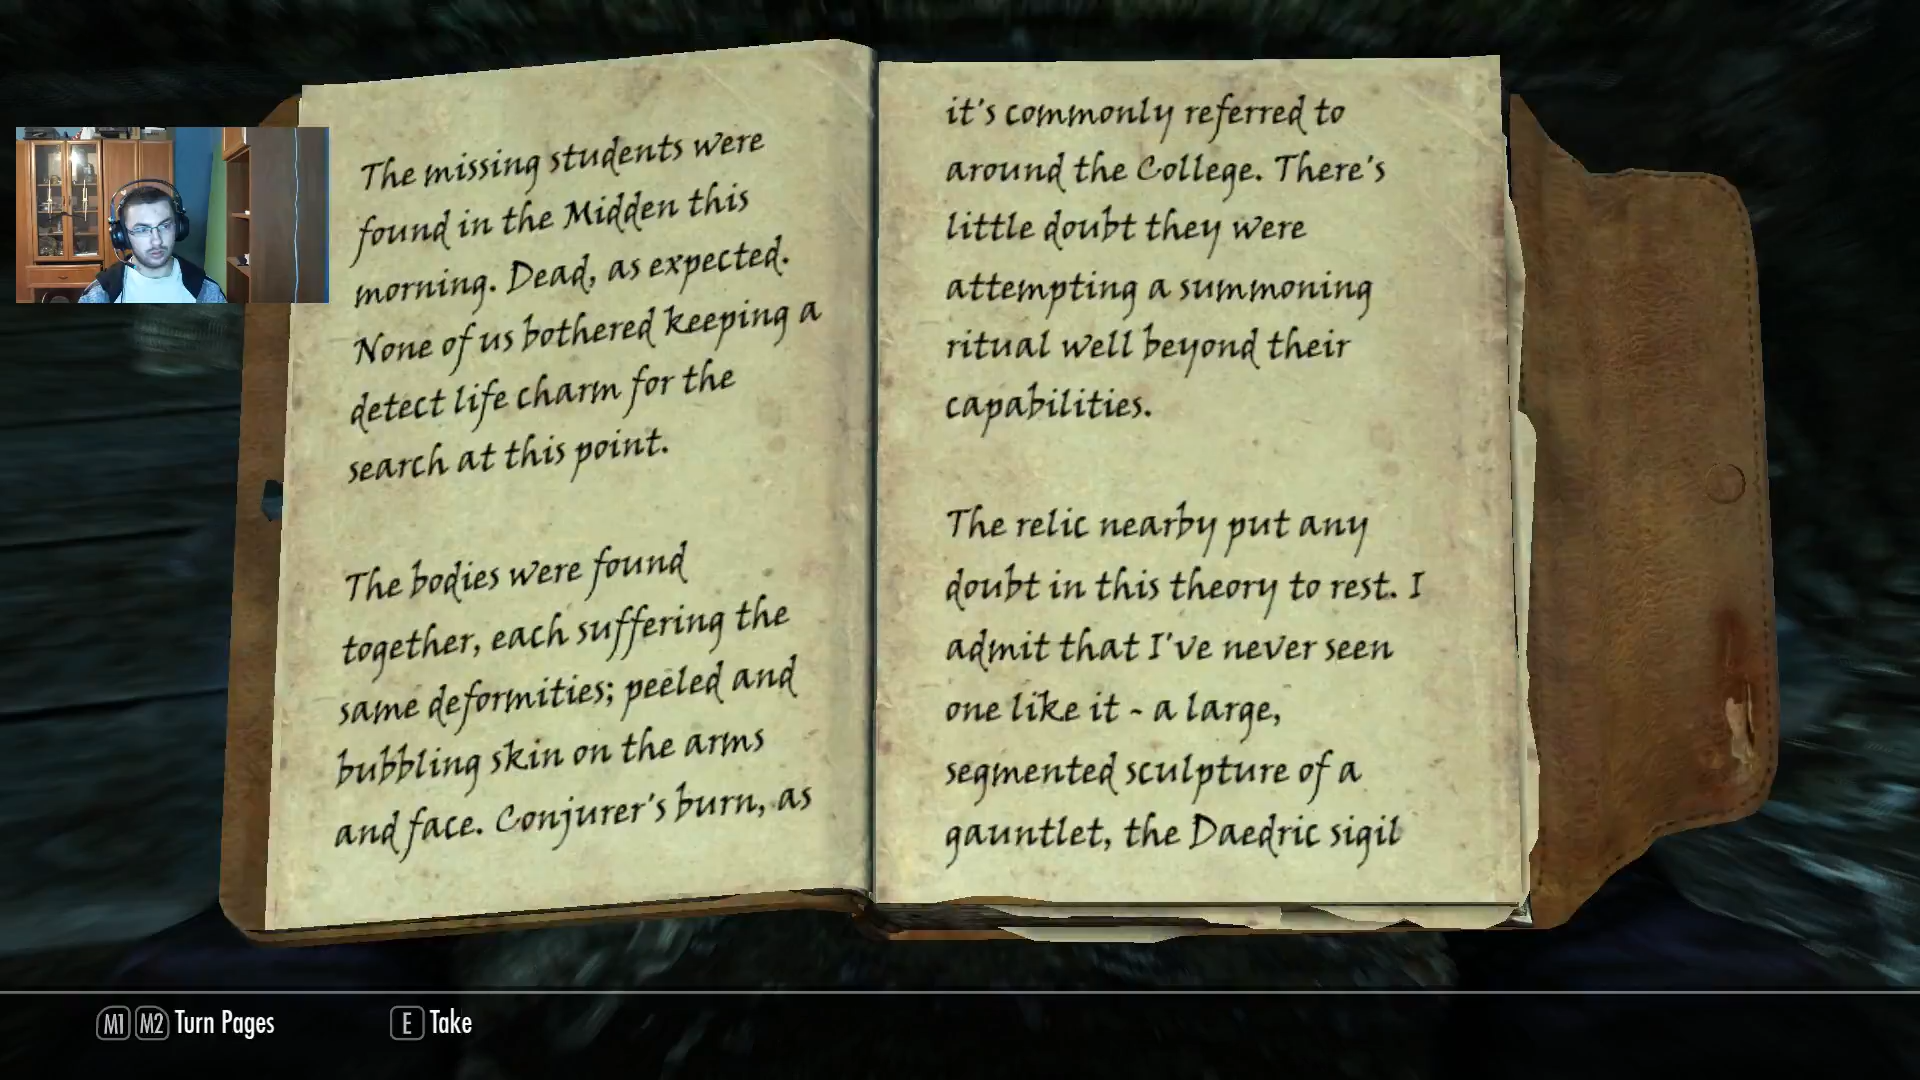 The missing students were
found in the Midden this
morning. Dead, as expected.
None of us bothered keeping a
detect life charm for the
search at this point.
The bodies were found
together, each suffering the
same deformities; peeled and
bubbling skin on the arms
and face. Conjurer's burn, as
it's commonly referred to
around the College. There's
little doubt they were
attempting a summoning
ritual well beyond their
capabilities.
The relic nearby put any
doubt in this theory to rest. I
admit that I've never seen
one like it - a large,
segmented sculpture of a
gauntlet, the Daedric sigil
M1 M2 Turn Pages
E Take